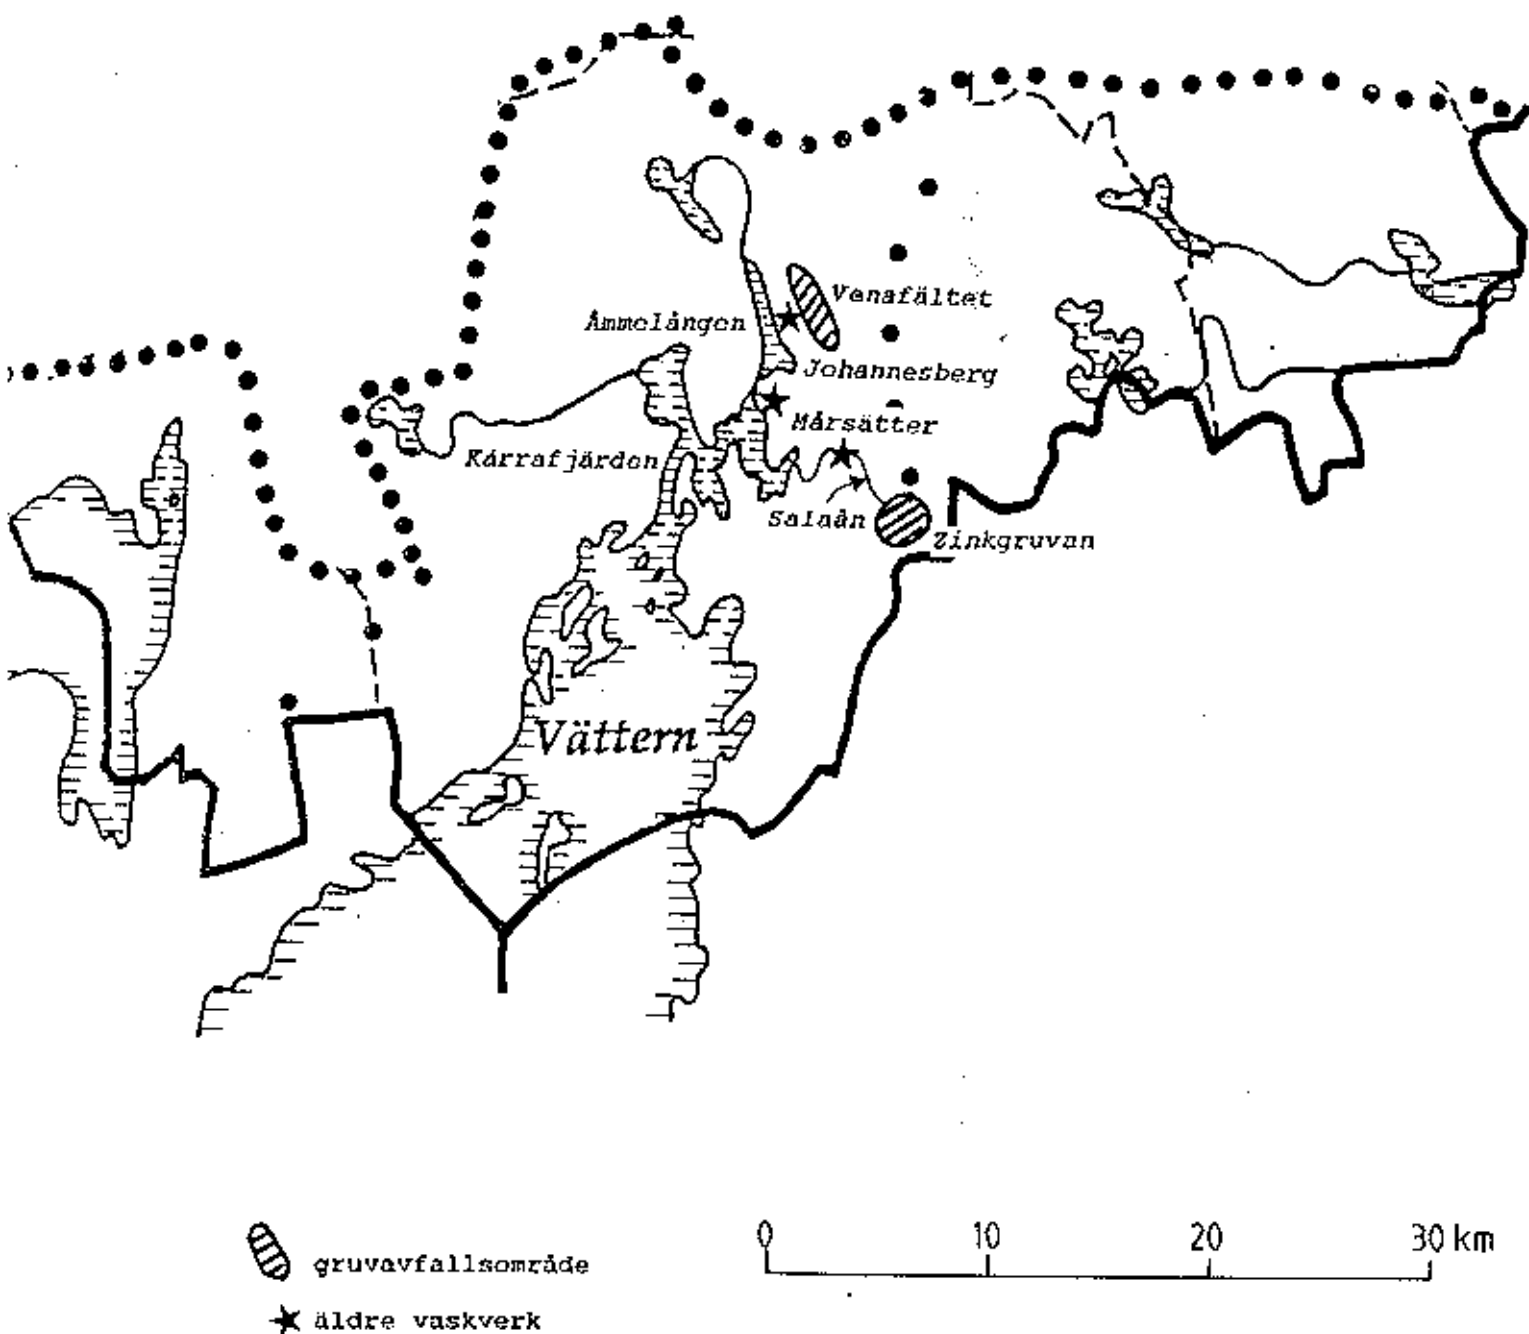 Venafältet
Åmmelången
Johannesberg
Mårsätter
Kärrafjärden
Salaån
Zinkgruvan
Vättern
0 10 20 30 km
gruvavfallsområde
äldre vaskverk